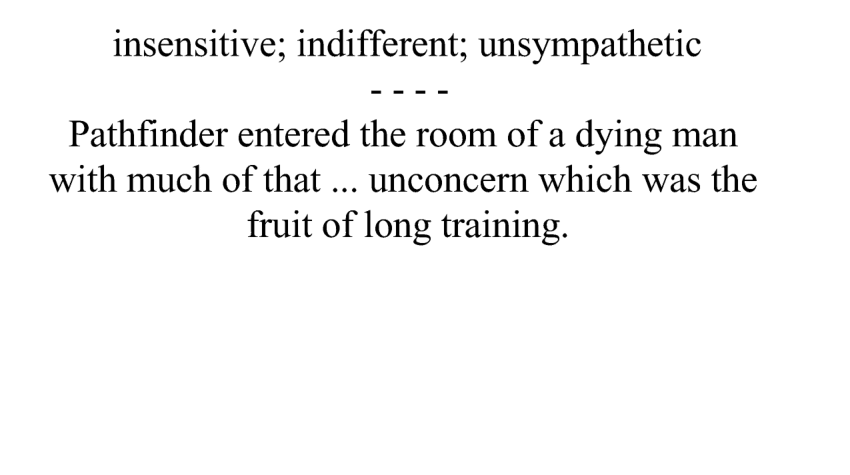 insensitive; indifferent; unsympathetic
- - - -
Pathfinder entered the room of a dying man
with much of that ... unconcern which was the
fruit of long training.